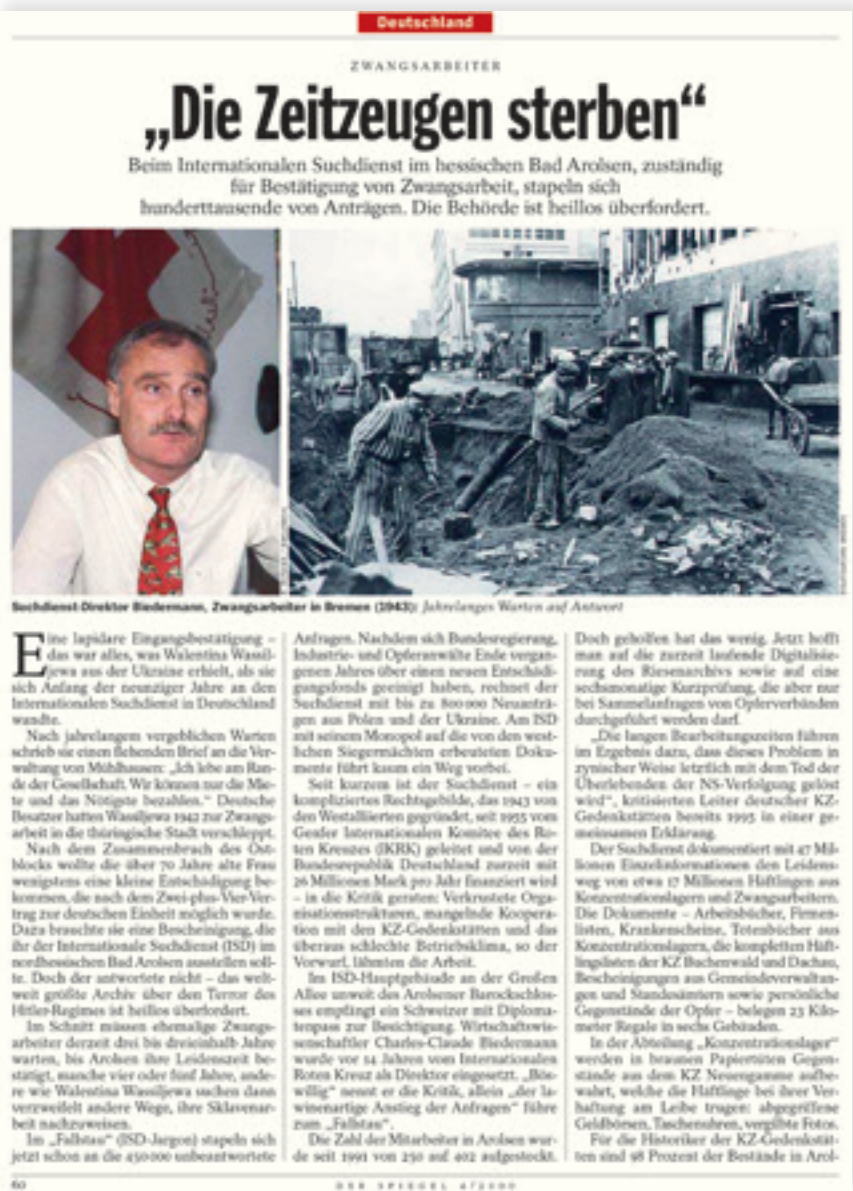 Deutschland
ZWANGSARBEITER
„Die Zeitzeugen sterben“
Beim Internationalen Suchdienst im hessischen Bad Arolsen, zuständig
für Bestätigung von Zwangsarbeit, stapeln sich
hunderttausende von Anträgen. Die Behörde ist heillos überfordert.
Suchdienst-Direktor Biedermann, Zwangsarbeiter in Bremen (1943): Jahrelanges Warten auf Antwort
Eine lapidare Eingangsbestätigung –
das war alles, was Walentina Wassil-
jewa aus der Ukraine erhielt, als sie
sich Anfang der neunziger Jahre an den
Internationalen Suchdienst in Deutschland
wandte.
Nach jahrelangem vergeblichen Warten
schrieb sie einen flehenden Brief an die Ver-
waltung von Mühlhausen: „Ich lebe am Ran-
de der Gesellschaft. Wir können nur die Mie-
te und das Nötigste bezahlen.“ Deutsche
Besatzer hatten Wassiljewa 1942 zur Zwangs-
arbeit in die thüringische Stadt verschleppt.
Nach dem Zusammenbruch des Ost-
blocks wollte die über 70 Jahre alte Frau
wenigstens eine kleine Entschädigung be-
kommen, die nach dem Zwei-plus-Vier-Ver-
trag zur deutschen Einheit möglich wurde.
Dazu brauchte sie eine Bescheinigung, die
ihr der Internationale Suchdienst (ISD) im
nordhessischen Bad Arolsen ausstellen soll-
te. Doch der antwortete nicht – das welt-
weit größte Archiv über den Terror des
Hitler-Regimes ist heillos überfordert.
Im Schnitt müssen ehemalige Zwangs-
arbeiter derzeit drei bis dreieinhalb Jahre
warten, bis Arolsen ihre Leidenszeit be-
stätigt, manche vier oder fünf Jahre, ande-
re wie Walentina Wassiljewa suchen dann
verzweifelt andere Wege, ihre Sklavenar-
beit nachzuweisen.
Im „Fallstau“ (ISD-Jargon) stapeln sich
jetzt schon an die 450000 unbeantwortete
Anfragen. Nachdem sich Bundesregierung,
Industrie- und Opferanwälte Ende vergan-
genen Jahres über einen neuen Entschädi-
gungsfonds geeinigt haben, rechnet der
Suchdienst mit bis zu 800000 Neuanträ-
gen aus Polen und der Ukraine. Am ISD
mit seinem Monopol auf die von den west-
lichen Siegermächten erbeuteten Doku-
mente führt kaum ein Weg vorbei.
Seit kurzem ist der Suchdienst – ein
kompliziertes Rechtsgebilde, das 1943 von
den Westalliierten gegründet, seit 1955 vom
Genfer Internationalen Komitee des Ro-
ten Kreuzes (IKRK) geleitet und von der
Bundesrepublik Deutschland zurzeit mit
26 Millionen Mark pro Jahr finanziert wird
– in die Kritik geraten: Verkrustete Orga-
nisationsstrukturen, mangelnde Koopera-
tion mit den KZ-Gedenkstätten und das
überaus schlechte Betriebsklima, so der
Vorwurf, lähmten die Arbeit.
Im ISD-Hauptgebäude an der Großen
Allee unweit des Arolsener Barockschlos-
ses empfängt ein Schweizer mit Diploma-
tenpass zur Besichtigung. Wirtschaftswis-
senschaftler Charles-Claude Biedermann
wurde vor 14 Jahren vom Internationalen
Roten Kreuz als Direktor eingesetzt. „Bös-
willig“ nennt er die Kritik, allein „der la-
winenartige Anstieg der Anfragen“ führe
zum „Fallstau“.
Die Zahl der Mitarbeiter in Arolsen wur-
de seit 1991 von 250 auf 402 aufgestockt.
Doch geholfen hat das wenig. Jetzt hofft
man auf die zurzeit laufende Digitalisie-
rung des Riesenarchivs sowie auf eine
sechsmonatige Kurzprüfung, die aber nur
bei Sammelanfragen von Opferverbänden
durchgeführt werden darf.
„Die langen Bearbeitungszeiten führen
im Ergebnis dazu, dass dieses Problem in
zynischer Weise letztlich mit dem Tod der
Überlebenden der NS-Verfolgung gelöst
wird“, kritisierten Leiter deutscher KZ-
Gedenkstätten bereits 1995 in einer ge-
meinsamen Erklärung.
Der Suchdienst dokumentiert mit 47 Mil-
lionen Einzelinformationen den Leidens-
weg von etwa 17 Millionen Häftlingen aus
Konzentrationslagern und Zwangsarbeitern.
Die Dokumente – Arbeitsbücher, Firmen-
listen, Krankenscheine, Totenbücher aus
Konzentrationslagern, die kompletten Häft-
lingslisten der KZ Buchenwald und Dachau,
Bescheinigungen aus Gemeindeverwaltun-
gen und Standesämtern sowie persönliche
Gegenstände der Opfer – belegen 23 Kilo-
meter Regale in sechs Gebäuden.
In der Abteilung „Konzentrationslager“
werden in braunen Papiertüten Gegen-
stände aus dem KZ Neuengamme aufbe-
wahrt, welche die Häftlinge bei ihrer Ver-
haftung am Leibe trugen: abgegriffene
Geldbörsen, Taschenuhren, vergilbte Fotos.
Für die Historiker der KZ-Gedenkstät-
ten sind 98 Prozent der Bestände in Arol-
60
DER SPIEGEL 4/2000